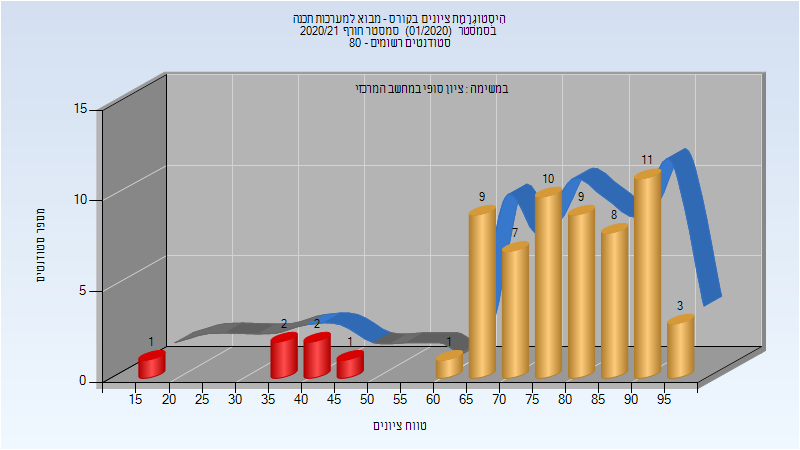 היסטוגרמת ציונים בקורס - מבוא למערכות תכנה
בסמסטר (01/2020) סמסטר חורף 2020/21
סטודנטים רשומים - 80
במשימה : ציון סופי במחשב המרכזי
מספר סטודנטים
15
10
5
0
1
2
2
1
1
9
7
10
9
8
11
3
15 20 25 30 35 40 45 50 55 60 65 70 75 80 85 90 95
טווח ציונים